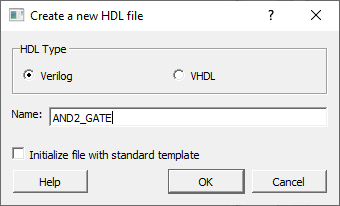 Create a new HDL file
?
HDL Type
Verilog
VHDL
Name: AND2_GATE
Initialize file with standard template
Help
OK
Cancel